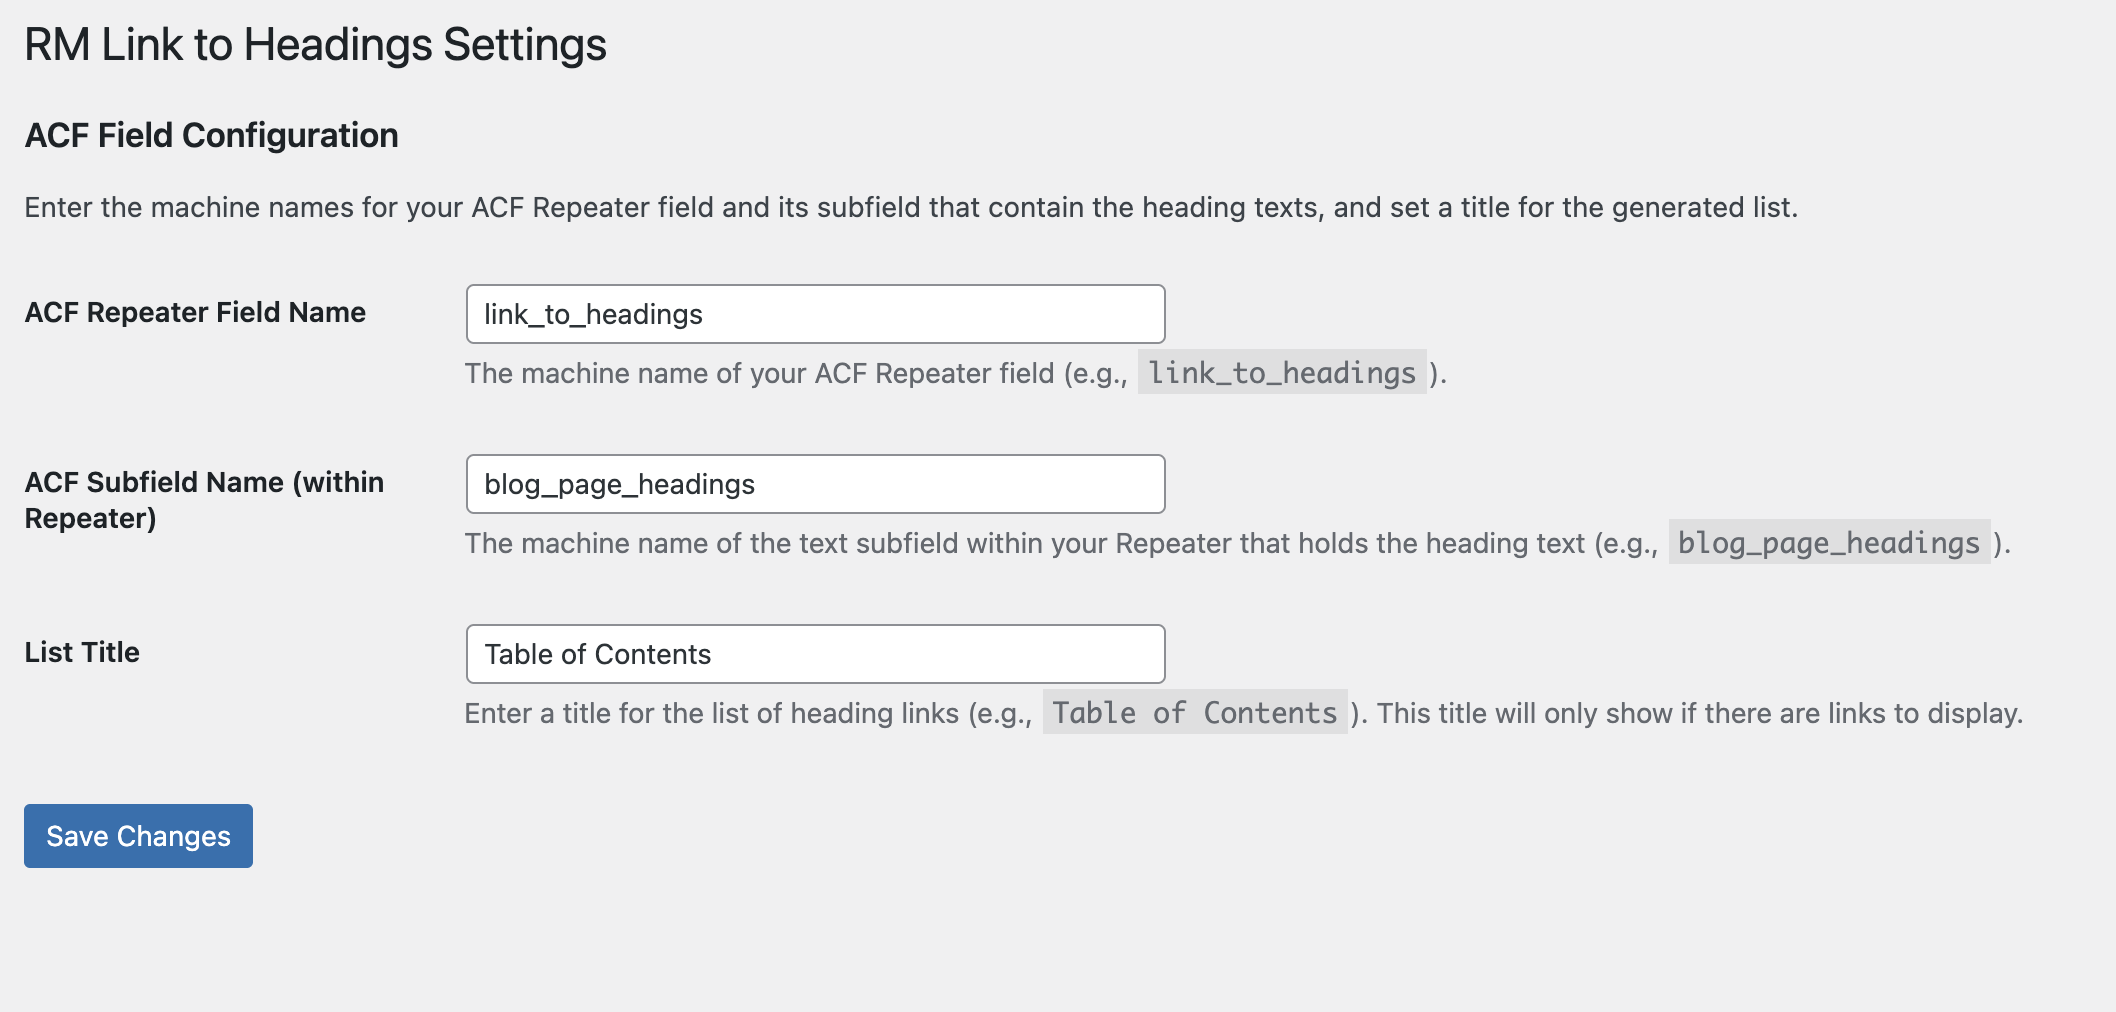 RM Link to Headings Settings
ACF Field Configuration
Enter the machine names for your ACF Repeater field and its subfield that contain the heading texts, and set a title for the generated list.
ACF Repeater Field Name
link_to_headings
The machine name of your ACF Repeater field (e.g., link_to_headings ).
ACF Subfield Name (within
Repeater)
blog_page_headings
The machine name of the text subfield within your Repeater that holds the heading text (e.g., blog_page_headings ).
List Title
Table of Contents
Enter a title for the list of heading links (e.g., Table of Contents ). This title will only show if there are links to display.
Save Changes